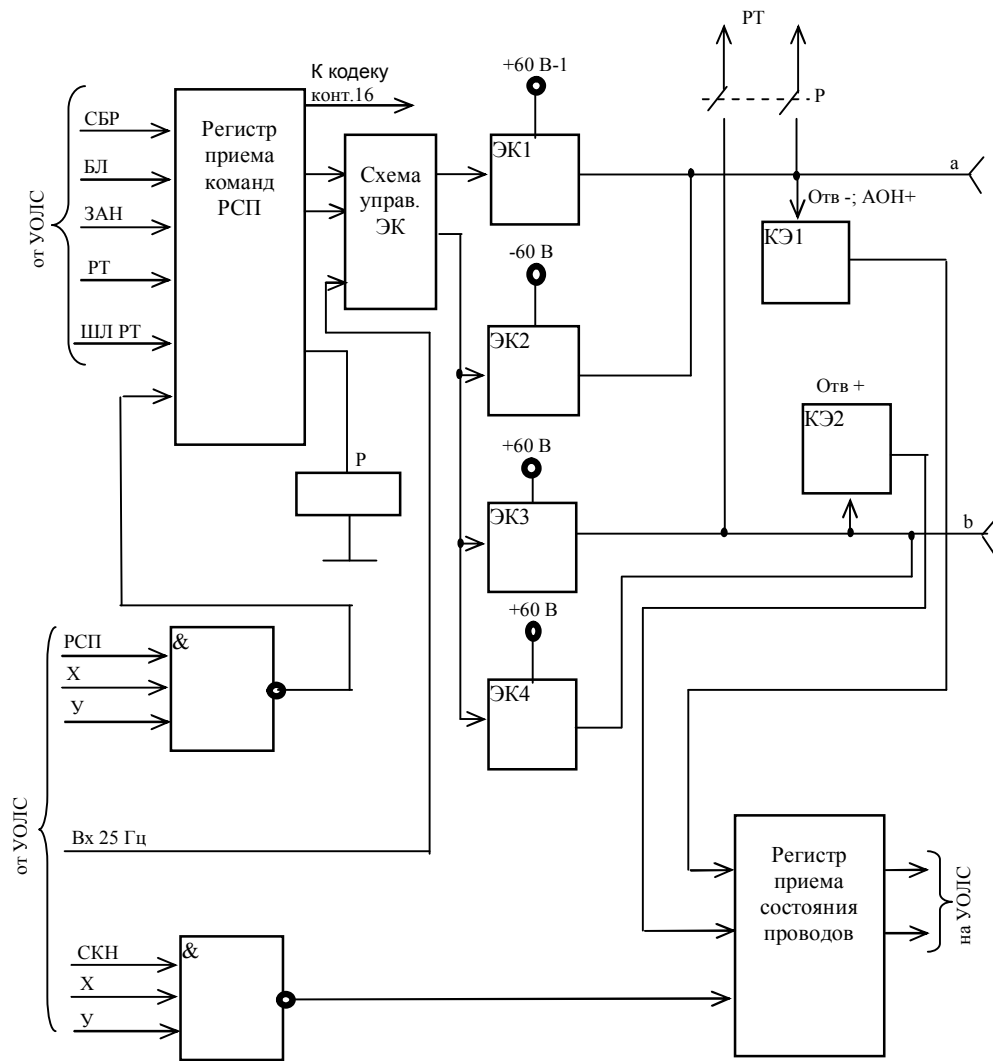 РТ
+60 В-1
К кодеку
конт.16
Р
СБР
БЛ
ЗАН
РТ
ШЛ РТ
от УОЛС
Регистр
приема
команд
РСП
Схема
управ.
ЭК
ЭК1
а
Отв -; АОН+
КЭ1
-60 В
ЭК2
Отв +
КЭ2
+60 В
Р
ЭК3
b
+60 В
ЭК4
РСП
Х
У
&
от УОЛС
Вх 25 Гц
СКН
Х
У
&
Регистр
приема
состояния
проводов
на УОЛС